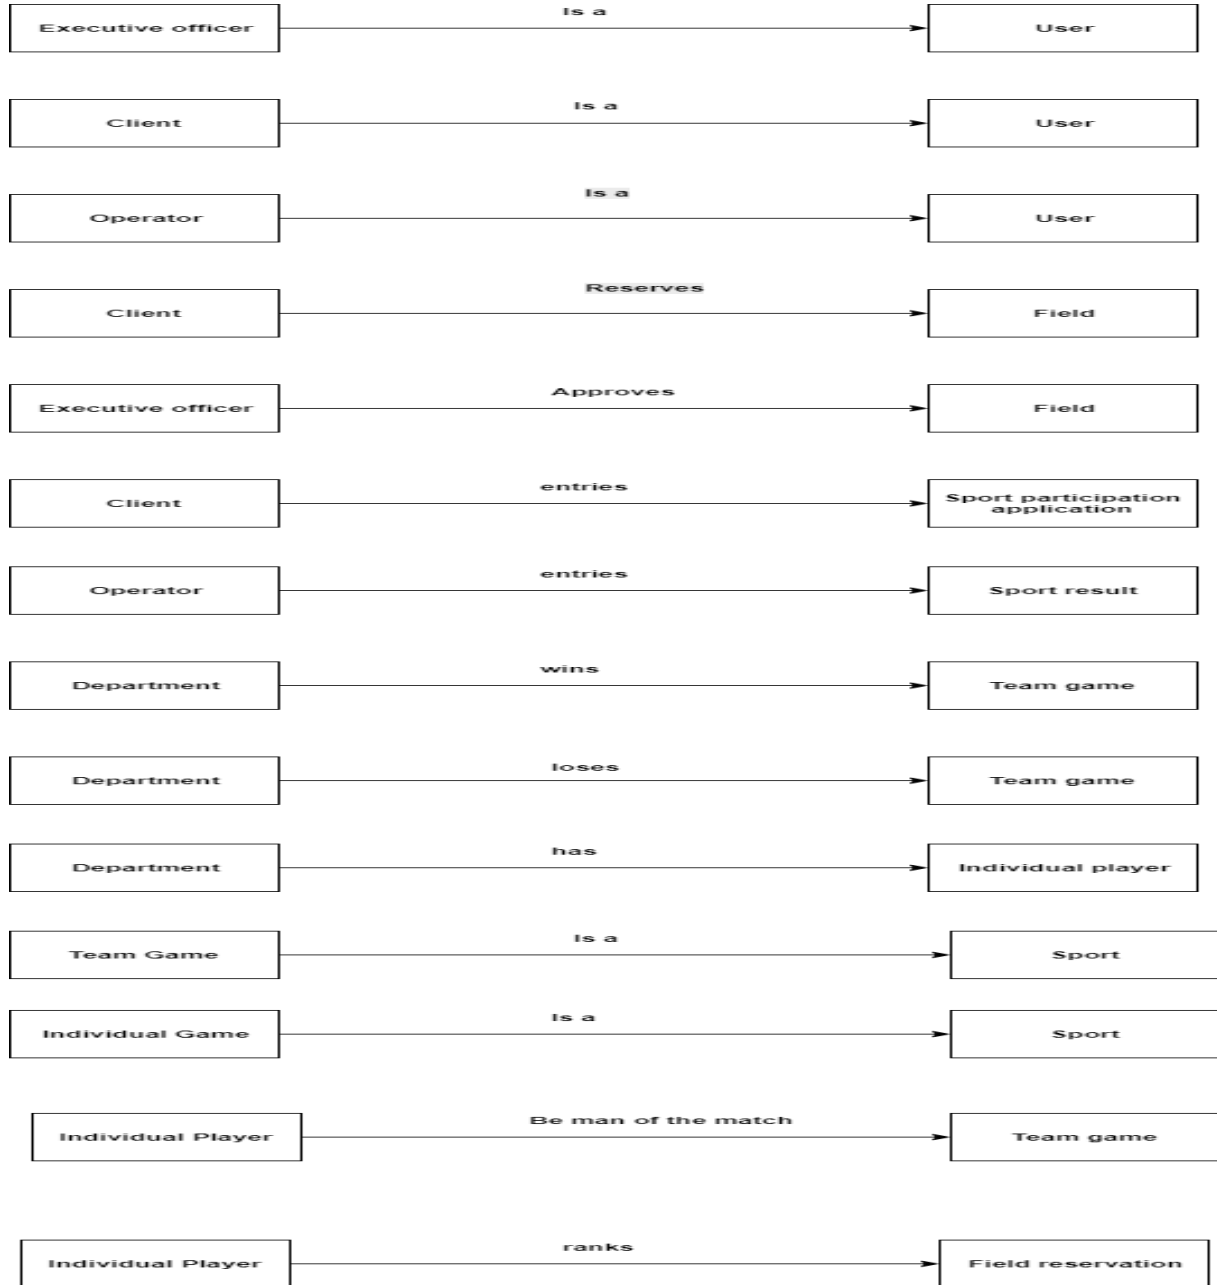 Is a
Executive officer
User
Is a
Client
User
Is a
Operator
User
Reserves
Client
Field
Approves
Executive officer
Field
entries
Client
Sport participation
application
entries
Operator
Sport result
wins
Department
Team game
loses
Department
Team game
has
Department
Individual player
Is a
Team Game
Sport
Is a
Individual Game
Sport
Be man of the match
Individual Player
Team game
ranks
Individual Player
Field reservation